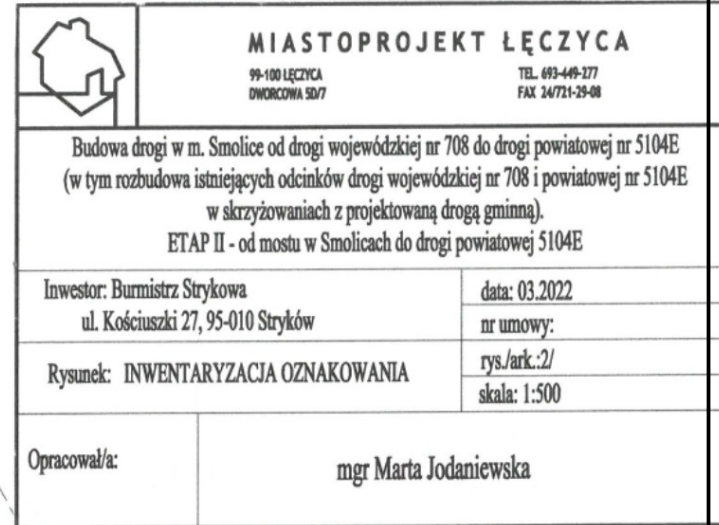 MIASTOPROJEKT ŁĘCZYCA
99-100 ŁĘCZYCA
DWORCOWA 5D/7
TEL. 693-449-277
FAX 24/721-29-08
Budowa drogi w m. Smolice od drogi wojewódzkiej nr 708 do drogi powiatowej nr 5104E
(w tym rozbudowa istniejących odcinków drogi wojewódzkiej nr 708 i powiatowej nr 5104E
w skrzyżowaniach z projektowaną drogą gminną).
ETAP II - od mostu w Smolicach do drogi powiatowej 5104E
Inwestor: Burmistrz Strykowa
ul. Kościuszki 27, 95-010 Stryków
data: 03.2022
nr umowy:
Rysunek: INWENTARYZACJA OZNAKOWANIA
rys./ark.:2/
skala: 1:500
Opracował/a:
mgr Marta Jodaniewska